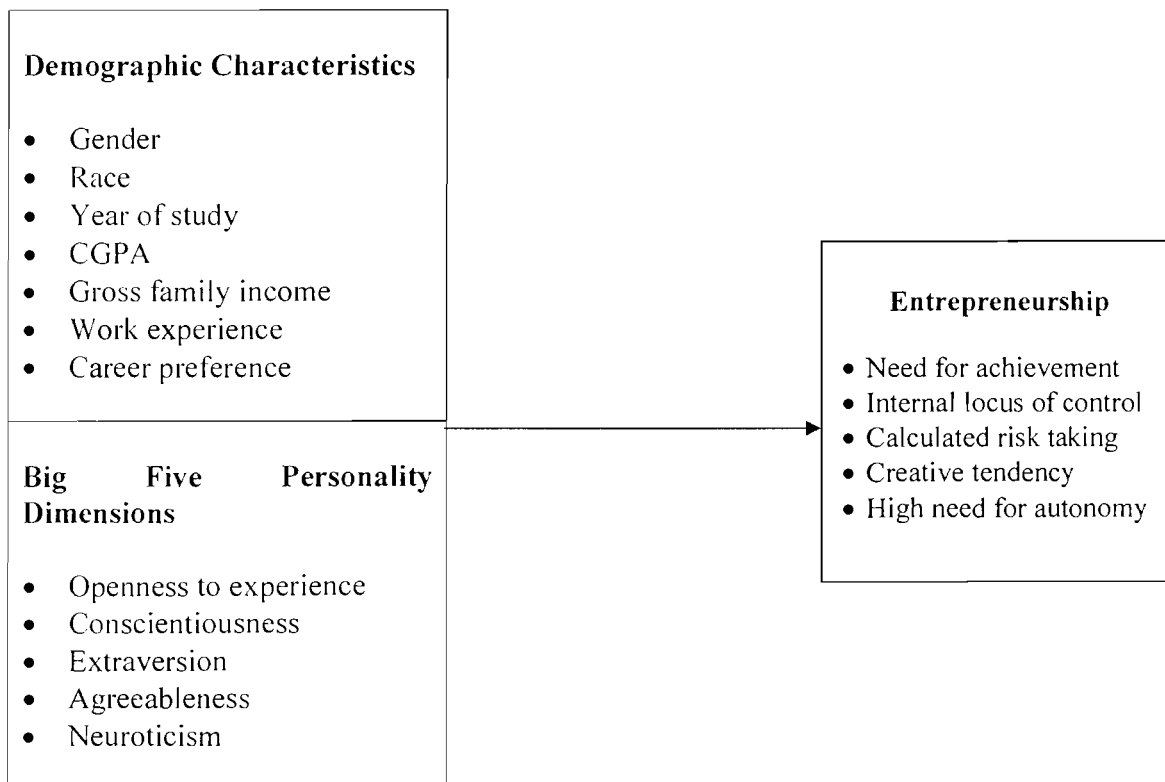 Demographic Characteristics
• Gender
• Race
• Year of study
• CGPA
• Gross family income
• Work experience
• Career preference
Big Five Personality
Dimensions
• Openness to experience
• Conscientiousness
• Extraversion
• Agreeableness
• Neuroticism
Entrepreneurship
• Need for achievement
• Internal locus of control
• Calculated risk taking
• Creative tendency
• High need for autonomy